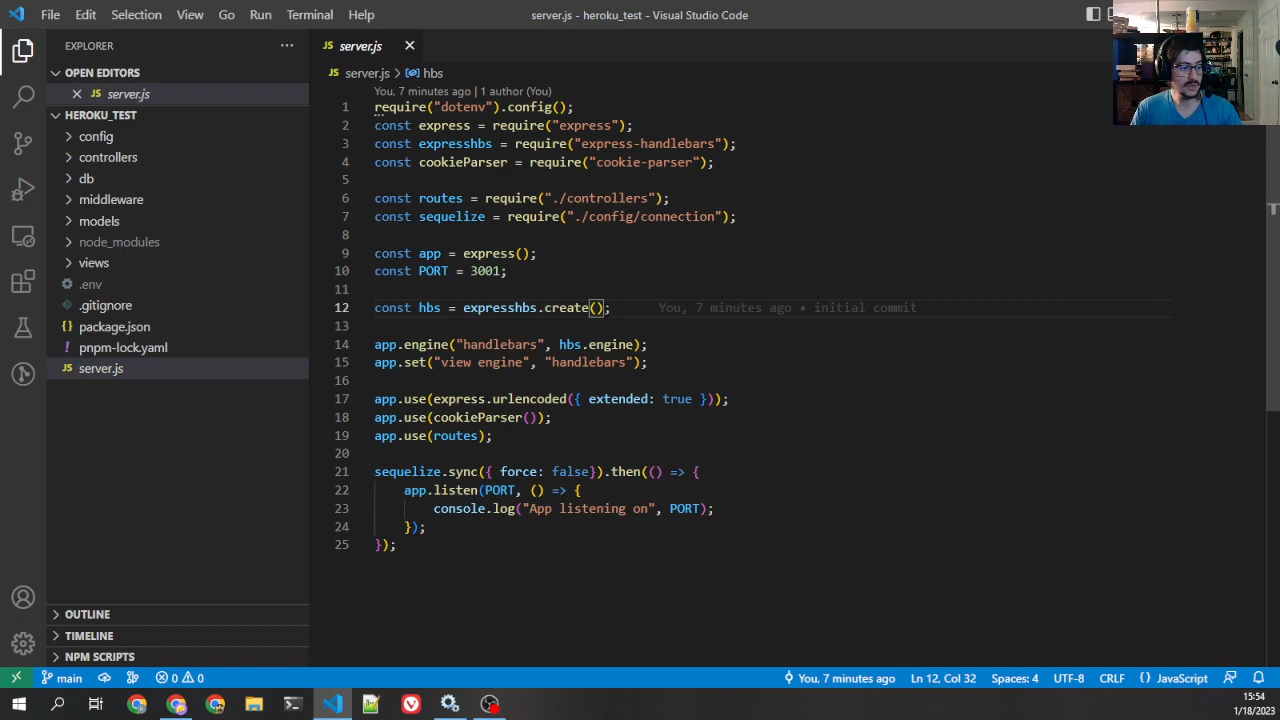 File Edit Selection View Go Run Terminal Help
server.js - heroku_test - Visual Studio Code
EXPLORER
OPEN EDITORS
JS server.js
HEROKU_TEST
config
controllers
db
middleware
models
node_modules
views
.env
.gitignore
package.json
pnpm-lock.yaml
JS server.js
OUTLINE
TIMELINE
NPM SCRIPTS
JS server.js
JS server.js > hbs
You, 7 minutes ago | 1 author (You)
1 require("dotenv").config();
2 const express = require("express");
3 const expresshbs = require("express-handlebars");
4 const cookieParser = require("cookie-parser");
5
6 const routes = require("./controllers");
7 const sequelize = require("./config/connection");
8
9 const app = express();
10 const PORT = 3001;
11
12 const hbs = expresshbs.create(); You, 7 minutes ago • initial commit
13
14 app.engine("handlebars", hbs.engine);
15 app.set("view engine", "handlebars");
16
17 app.use(express.urlencoded({ extended: true }));
18 app.use(cookieParser());
19 app.use(routes);
20
21 sequelize.sync({ force: false}).then(() => {
22 app.listen(PORT, () => {
23 console.log("App listening on", PORT);
24 });
25 });
main 0 0 You, 7 minutes ago Ln 12, Col 32 Spaces: 4 UTF-8 CRLF {} JavaScript
15:54
1/18/2023